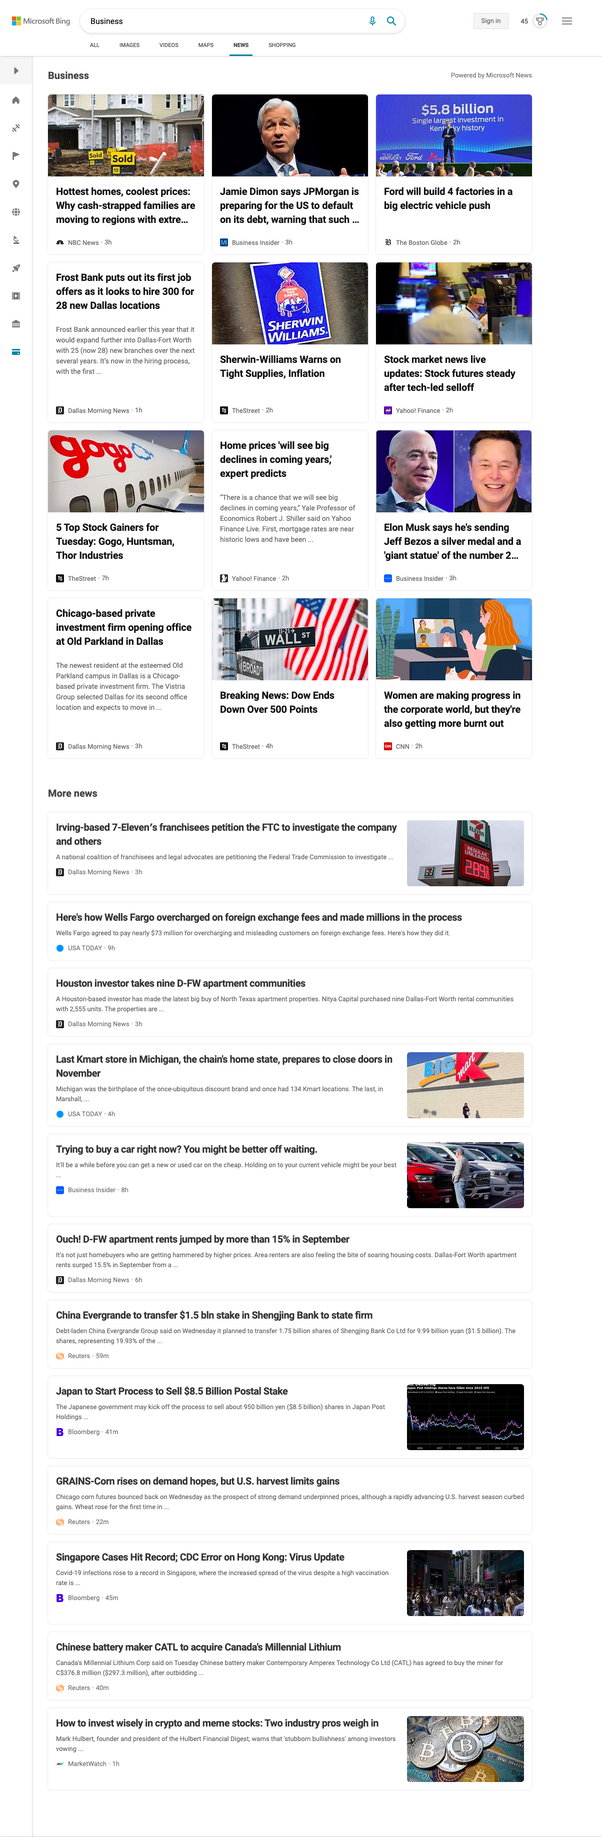 Microsoft Bing
Business
Sign in
45
ALL
IMAGES
VIDEOS
MAPS
NEWS
SHOPPING
Business
Powered by Microsoft News
Sold
Sold
$5.8 billion
Single largest investment in
Kentucky history
Ford
Hottest homes, coolest prices:
Why cash-strapped families are
moving to regions with extre...
NBC News · 3h
Jamie Dimon says JPMorgan is
preparing for the US to default
on its debt, warning that such ...
Business Insider · 3h
Ford will build 4 factories in a
big electric vehicle push
The Boston Globe · 2h
Frost Bank puts out its first job
offers as it looks to hire 300 for
28 new Dallas locations
Frost Bank announced earlier this year that it
would expand further into Dallas-Fort Worth
with 25 (now 28) new branches over the next
several years. It's now in the hiring process,
with the first ...
Dallas Morning News · 1h
SHERWIN
WILLIAMS.
Sherwin-Williams Warns on
Tight Supplies, Inflation
TheStreet · 2h
Stock market news live
updates: Stock futures steady
after tech-led selloff
Yahoo! Finance · 2h
gogo
5 Top Stock Gainers for
Tuesday: Gogo, Huntsman,
Thor Industries
TheStreet · 7h
Home prices 'will see big
declines in coming years,'
expert predicts
"There is a chance that we will see big
declines in coming years," Yale Professor of
Economics Robert J. Shiller said on Yahoo
Finance Live. First, mortgage rates are near
historic lows and have been ...
Yahoo! Finance · 2h
Elon Musk says he's sending
Jeff Bezos a silver medal and a
'giant statue' of the number 2...
Business Insider · 3h
Chicago-based private
investment firm opening office
at Old Parkland in Dallas
The newest resident at the esteemed Old
Parkland campus in Dallas is a Chicago-
based private investment firm. The Vistria
Group selected Dallas for its second office
location and expects to move in ...
Dallas Morning News · 3h
WALL ST
BROAD
Breaking News: Dow Ends
Down Over 500 Points
TheStreet · 4h
Women are making progress in
the corporate world, but they're
also getting more burnt out
CNN · 2h
More news
Irving-based 7-Eleven's franchisees petition the FTC to investigate the company
and others
A national coalition of franchisees and legal advocates are petitioning the Federal Trade Commission to investigate ...
Dallas Morning News · 3h
REGULAR
UNLEADED
2.99
Here's how Wells Fargo overcharged on foreign exchange fees and made millions in the process
Wells Fargo agreed to pay nearly $73 million for overcharging and misleading customers on foreign exchange fees. Here's how they did it.
USA TODAY · 9h
Houston investor takes nine D-FW apartment communities
A Houston-based investor has made the latest big buy of North Texas apartment properties. Nitya Capital purchased nine Dallas-Fort Worth rental communities
with 2,555 units. The properties are ...
Dallas Morning News · 3h
Last Kmart store in Michigan, the chain's home state, prepares to close doors in
November
Michigan was the birthplace of the once-ubiquitous discount brand and once had 134 Kmart locations. The last, in
Marshall, ...
USA TODAY · 4h
BIG
K
mart
Trying to buy a car right now? You might be better off waiting.
It'll be a while before you can get a new or used car on the cheap. Holding on to your current vehicle might be your best
...
Business Insider · 8h
Ouch! D-FW apartment rents jumped by more than 15% in September
It's not just homebuyers who are getting hammered by higher prices. Area renters are also feeling the bite of soaring housing costs. Dallas-Fort Worth apartment
rents surged 15.5% in September from a ...
Dallas Morning News · 6h
China Evergrande to transfer $1.5 bln stake in Shengjing Bank to state firm
Debt-laden China Evergrande Group said on Wednesday it planned to transfer 1.75 billion shares of Shengjing Bank Co Ltd for 9.99 billion yuan ($1.5 billion). The
shares, representing 19.93% of the ...
Reuters · 59m
Japan to Start Process to Sell $8.5 Billion Postal Stake
The Japanese government may kick off the process to sell about 950 billion yen ($8.5 billion) shares in Japan Post
Holdings ...
Bloomberg · 41m
GRAINS-Corn rises on demand hopes, but U.S. harvest limits gains
Chicago corn futures bounced back on Wednesday as the prospect of strong demand underpinned prices, although a rapidly advancing U.S. harvest season curbed
gains. Wheat rose for the first time in ...
Reuters · 22m
Singapore Cases Hit Record; CDC Error on Hong Kong: Virus Update
Covid-19 infections rose to a record in Singapore, where the increased spread of the virus despite a high vaccination
rate is ...
Bloomberg · 45m
Chinese battery maker CATL to acquire Canada's Millennial Lithium
Canada's Millennial Lithium Corp said on Tuesday Chinese battery maker Contemporary Amperex Technology Co Ltd (CATL) has agreed to buy the miner for
C$376.8 million ($297.3 million), after outbidding ...
Reuters · 40m
How to invest wisely in crypto and meme stocks: Two industry pros weigh in
Mark Hulbert, founder and president of the Hulbert Financial Digest, warns that 'stubborn bullishness' among investors
vowing ...
MarketWatch · 1h